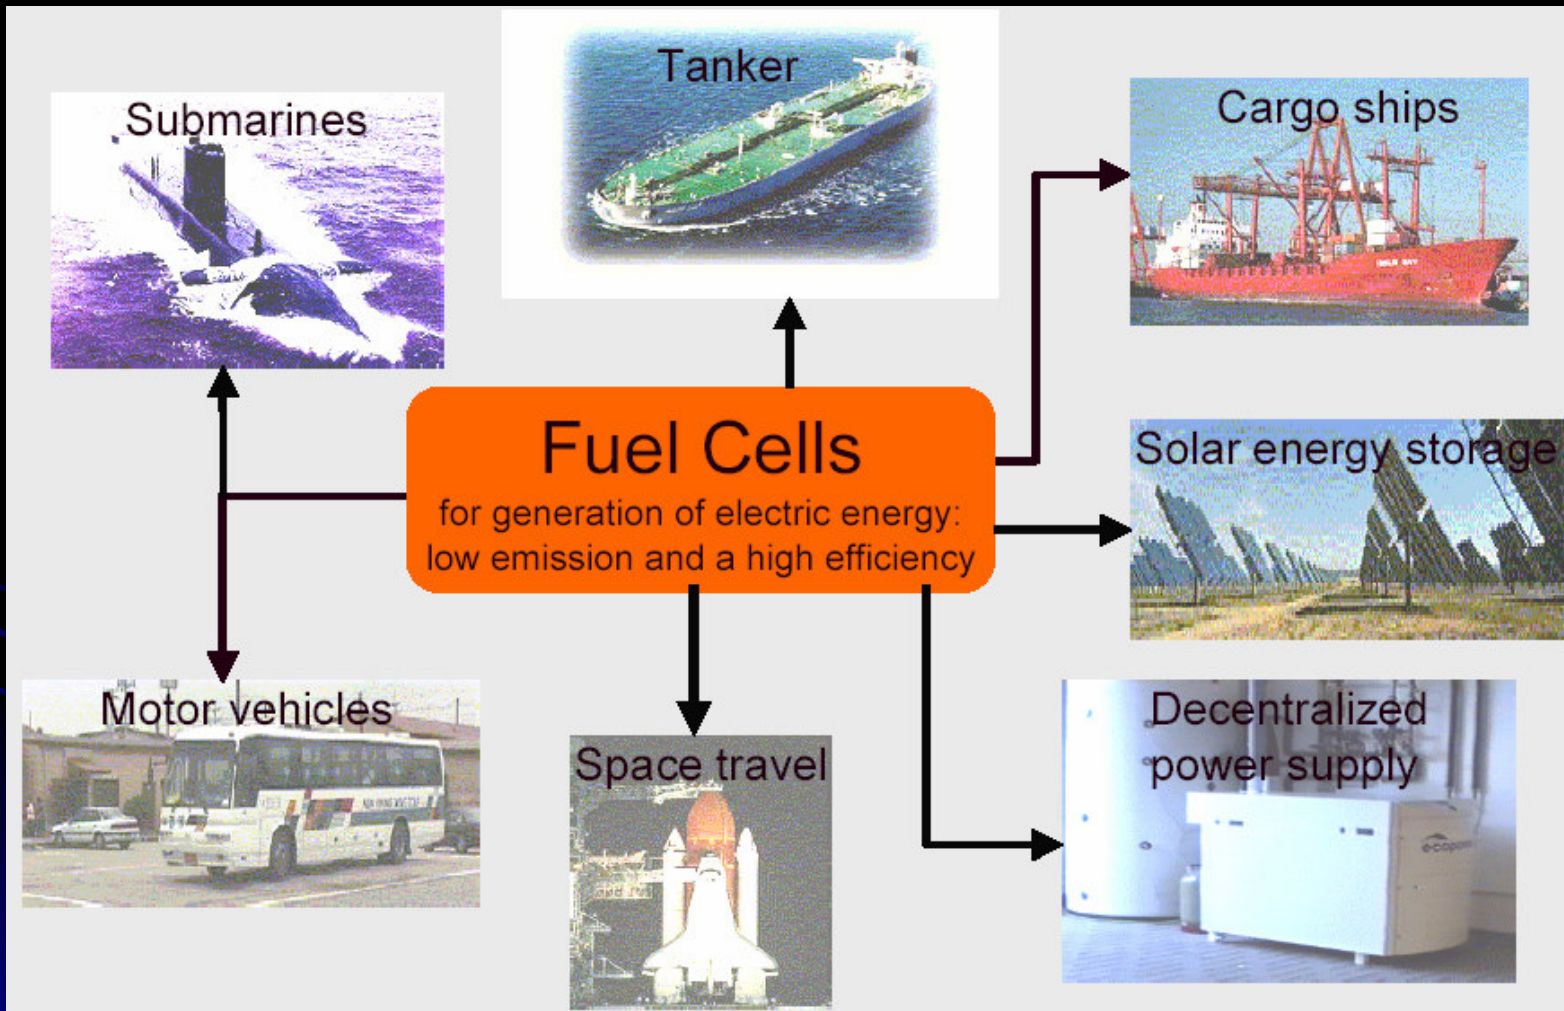 Tanker
Submarines
Cargo ships
Fuel Cells
for generation of electric energy:
low emission and a high efficiency
Solar energy storage
Motor vehicles
Space travel
Decentralized
power supply